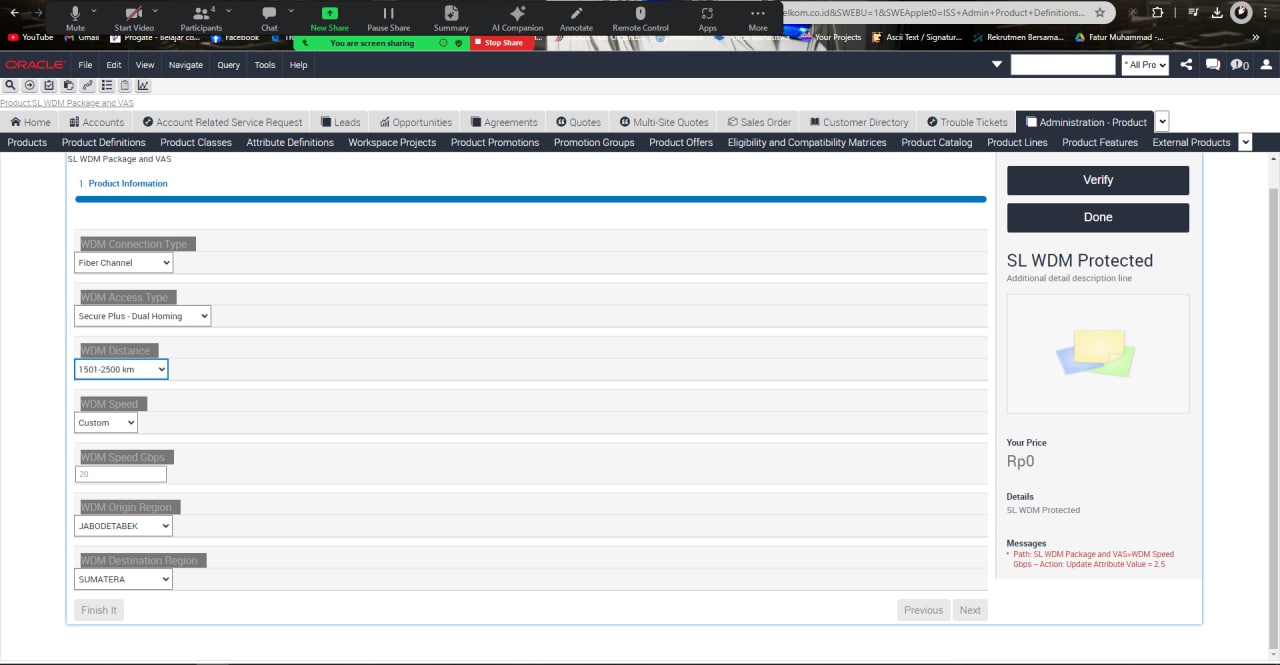 Mute
Start Video
Participants
4
Chat
New Share
Pause Share
Summary
AI Companion
Annotate
Remote Control
Apps
More
elkom.co.id&SWEBU=1&SWEApplet0=ISS+Admin+Product+Definitions...
YouTube
Gmail
Progate - Belajar co...
Facebook
You are screen sharing
Stop Share
Your Projects
Ascii Text / Signatur...
Rekrutmen Bersama...
Fatur Muhammad -...
ORACLE
File
Edit
View
Navigate
Query
Tools
Help
* All Pro
0
Product:SL WDM Package and VAS
Home
Accounts
Account Related Service Request
Leads
Opportunities
Agreements
Quotes
Multi-Site Quotes
Sales Order
Customer Directory
Trouble Tickets
Administration - Product
Products
Product Definitions
Product Classes
Attribute Definitions
Workspace Projects
Product Promotions
Promotion Groups
Product Offers
Eligibility and Compatibility Matrices
Product Catalog
Product Lines
Product Features
External Products
SL WDM Package and VAS
1 Product Information
WDM Connection Type
Fiber Channel
WDM Access Type
Secure Plus - Dual Homing
WDM Distance
1501-2500 km
WDM Speed
Custom
WDM Speed Gbps
20
WDM Origin Region
JABODETABEK
WDM Destination Region
SUMATERA
Finish It
Previous
Next
Verify
Done
SL WDM Protected
Additional detail description line
Your Price
Rp0
Details
SL WDM Protected
Messages
• Path: SL WDM Package and VAS>WDM Speed
Gbps – Action: Update Attribute Value = 2.5